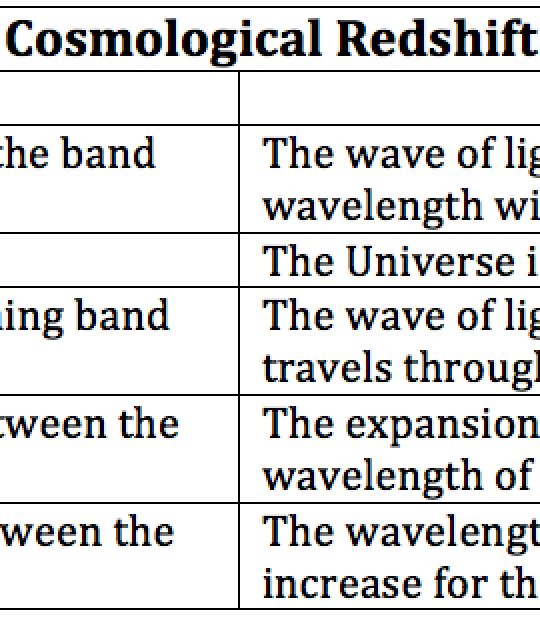 Cosmological Redshift
the band
The wave of lig
wavelength wi
The Universe i
ing band
The wave of lig
travels through
tween the
The expansion
wavelength of
ween the
The wavelengt
increase for th